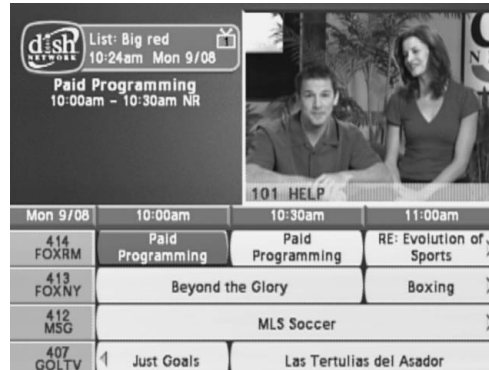 dish
NETWORK
List: Big red
1
10:24am Mon 9/08
Paid Programming
10:00am - 10:30am NR
101 HELP
Mon 9/08 10:00am 10:30am 11:00am
414
FOXRM
Paid
Programming
Paid
Programming
RE: Evolution of
Sports
413
FOXNY
Beyond the Glory
Boxing
412
MSG
MLS Soccer
407
GOLTV
Just Goals
Las Tertulias del Asador